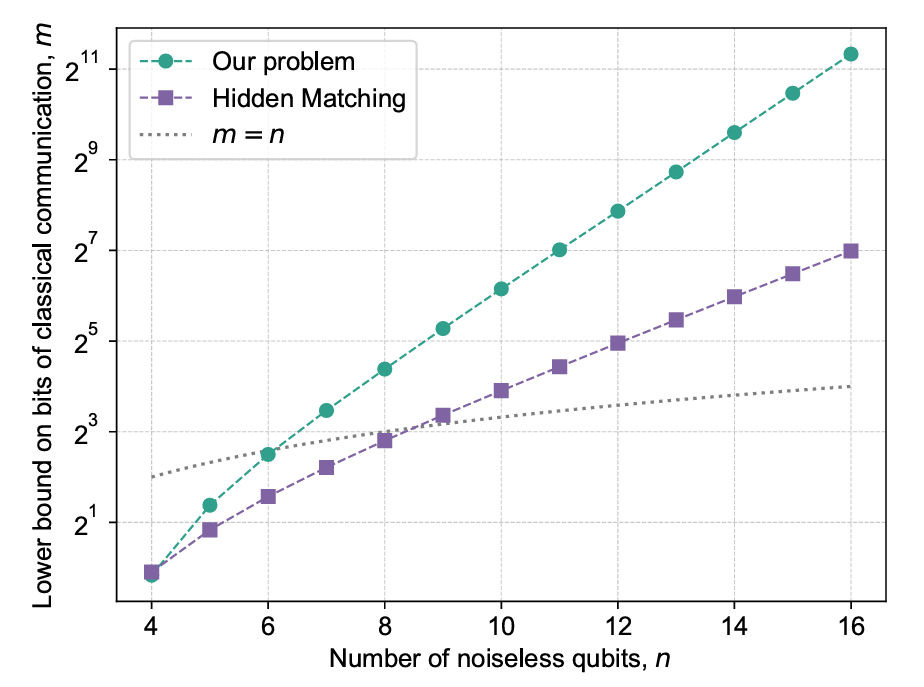 Our problem
Hidden Matching
m = n
Lower bound on bits of classical communication, m
2^11
2^9
2^7
2^5
2^3
2^1
4 6 8 10 12 14 16
Number of noiseless qubits, n